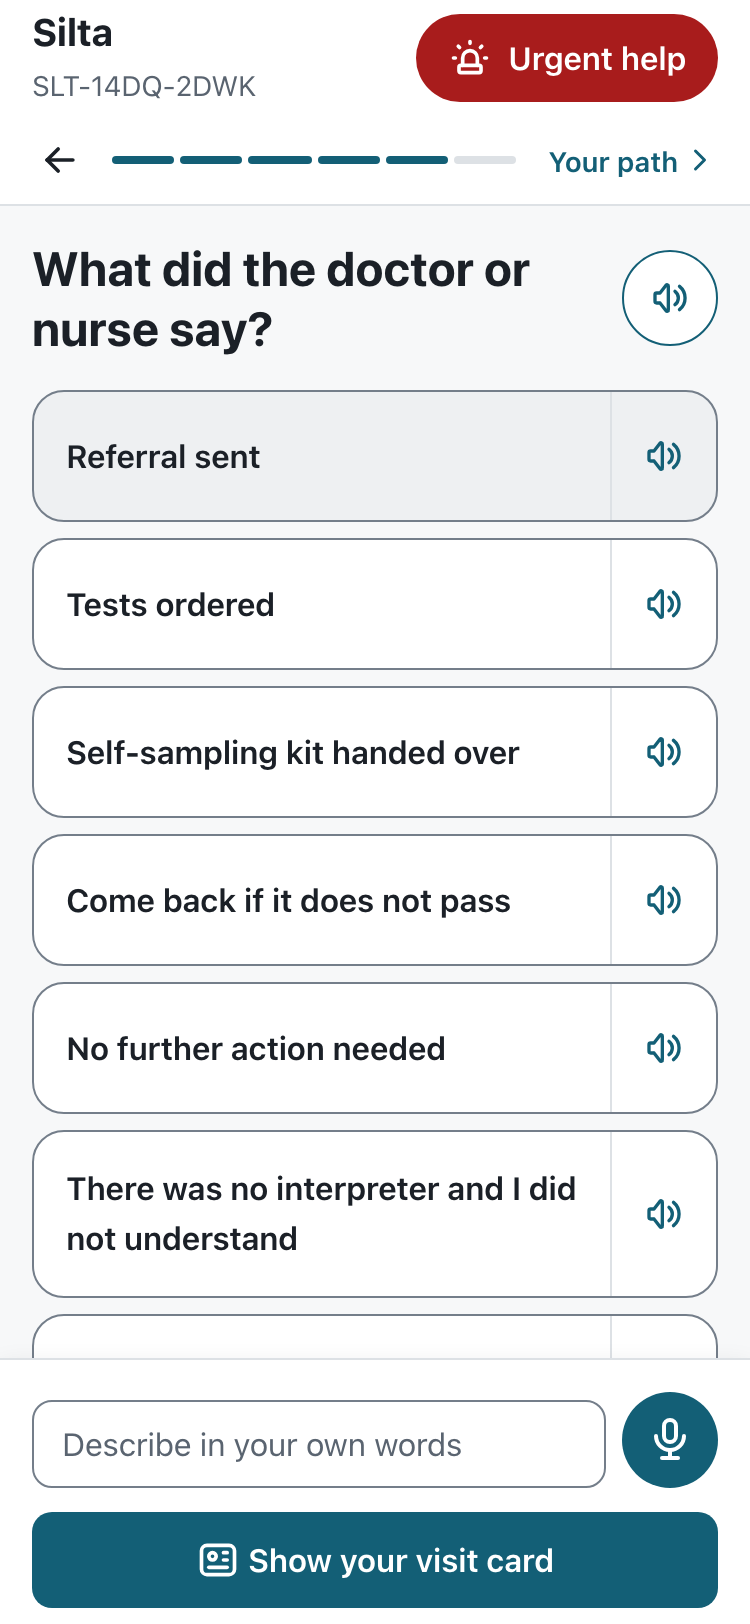 Silta
SLT-14DQ-2DWK
Urgent help
Your path
What did the doctor or
nurse say?
Referral sent
Tests ordered
Self-sampling kit handed over
Come back if it does not pass
No further action needed
There was no interpreter and I did
not understand
Describe in your own words
Show your visit card